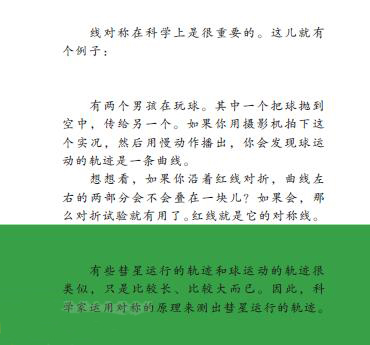 线对称在科学上是很重要的。这儿就有
个例子：
有两个男孩在玩球。其中一个把球抛到
空中，传给另一个。如果你用摄影机拍下这
个实况，然后用慢动作播出，你会发现球运
动的轨迹是一条曲线。
想想看，如果你沿着红线对折，曲线左
右的两部分会不会叠在一块儿？如果会，那
么对折试验就有用了。红线就是它的对称线。
有些彗星运行的轨迹和球运动的轨迹很
类似，只是比较长、比较大而已。因此，科
学家运用对称的原理来测出彗星运行的轨迹。